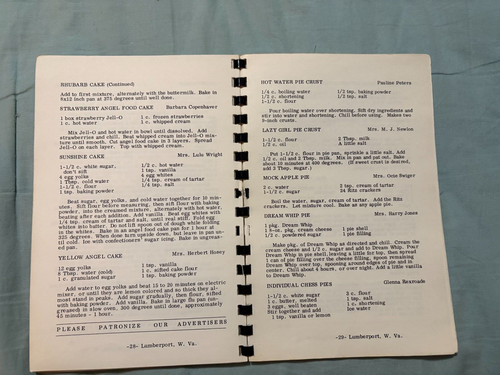 RHUBARB CAKE (Continued)
Add to first mixture, alternately with the buttermilk. Bake in
8x12 inch pan at 375 degrees until well done.
STRAWBERRY ANGEL FOOD CAKE Barbara Copenhaver
1 box strawberry Jell-O 1 c. frozen strawberries
1 c. hot water 1 c. whipped cream
Mix Jell-O and hot water in bowl until dissolved. Add
strawberries and chill. Beat whipped cream into Jell-O mix-
ture until smooth. Cut angel food cake in 3 layers. Spread
Jell-O on each layer. Top with whipped cream.
SUNSHINE CAKE Mrs. Lula Wright
1-1/2 c. white sugar, 1/2 c. hot water
don't sift 1 tsp. vanilla
6 egg yolks 6 egg whites
1 Tbsp. cold water 1/4 tsp. cream of tartar
1-1/2 c. flour 1/4 tsp. salt
1 tsp. baking powder
Beat sugar, egg yolks, and cold water together for 10 min-
utes. Sift flour before measuring, then sift flour with baking
powder, into the creamed mixture, alternately with hot water,
beating after each addition. Add vanilla. Beat egg whites with
1/4 tsp. cream of tartar and salt, until real stiff. Fold egg
whites into batter. Do not lift spoon out of dough while folding
in the whites. Bake in an angel food cake pan for 1 hour at
325 degrees. When done turn upside down, but leave in pan un-
til cold. Ice with confectioners' sugar icing. Bake in ungreas-
ed pan.
YELLOW ANGEL CAKE Mrs. Herbert Honey
12 egg yolks 1 tsp. vanilla
8 Tbsp. water (cold) 1 c. sifted cake flour
1 c. granulated sugar 1 tsp. baking powder
Add water to egg yolks and beat 15 to 20 minutes on electric
mixer, or until they are lemon colored and so thick they al-
most stand in peaks. Add sugar gradually, then flour, sifted
with baking powder. Add vanilla. Bake in large flu pan (un-
greased) in slow oven, 300 degrees until done, approximately
45 minutes - 1 hour.
PLEASE PATRONIZE OUR ADVERTISERS
-28- Lumberport, W. Va.
HOT WATER PIE CRUST Pauline Peters
1/4 c. boiling water 1/2 tsp. baking powder
1/2 c. shortening 1/2 tsp. salt
1-1/2 c. flour
Pour boiling water over shortening. Sift dry ingredients and
stir into water and shortening. Chill before using. Makes two
9-inch crusts.
LAZY GIRL PIE CRUST Mrs. M. J. Newlon
1-1/2 c. flour 2 Tbsp. milk
1/2 c. oil A little salt
Put 1-1/2 c. flour in pie pan, sprinkle a little salt. Add
1/2 c. oil and 2 Tbsp. milk. Mix in pan and pat out. Bake
about 10 minutes at 400 degrees. (If sweet crust is desired,
add 3 Tbsp. sugar.)
MOCK APPLE PIE Mrs. Ocie Swiger
2 c. water 2 tsp. cream of tartar
1-1/2 c. sugar 24 Ritz crackers
Boil the water, sugar, cream of tartar. Add the Ritz
crackers. Let mixture cool. Bake as any apple pie.
DREAM WHIP PIE Mrs. Harry Jones
1 pkg. Dream Whip 1 pie shell
1 8-oz. pkg. cream cheese 1 pie filling
1/2 c. powdered sugar
Make pkg. of Dream Whip as directed and chill. Cream the
cream cheese and 1/2 c. sugar and add to Dream Whip. Pour
Dream Whip in pie shell, leaving a little for top, then spread
1 can of pie filling over the cheese filling, spoon remaining
Dream Whip over top, spooning around edges of pie and in
center. Chill about 4 hours, or over night. Add a little vanilla
to Dream Whip.
INDIVIDUAL CHESS PIES Glenna Rexroade
1-1/2 c. white sugar 3 c. flour
1 c. butter, melted 1 tsp. salt
3 eggs, well beaten 1 c. shortening
Stir together and add Ice water
1 tsp. vanilla or lemon
-29- Lumberport, W. Va.